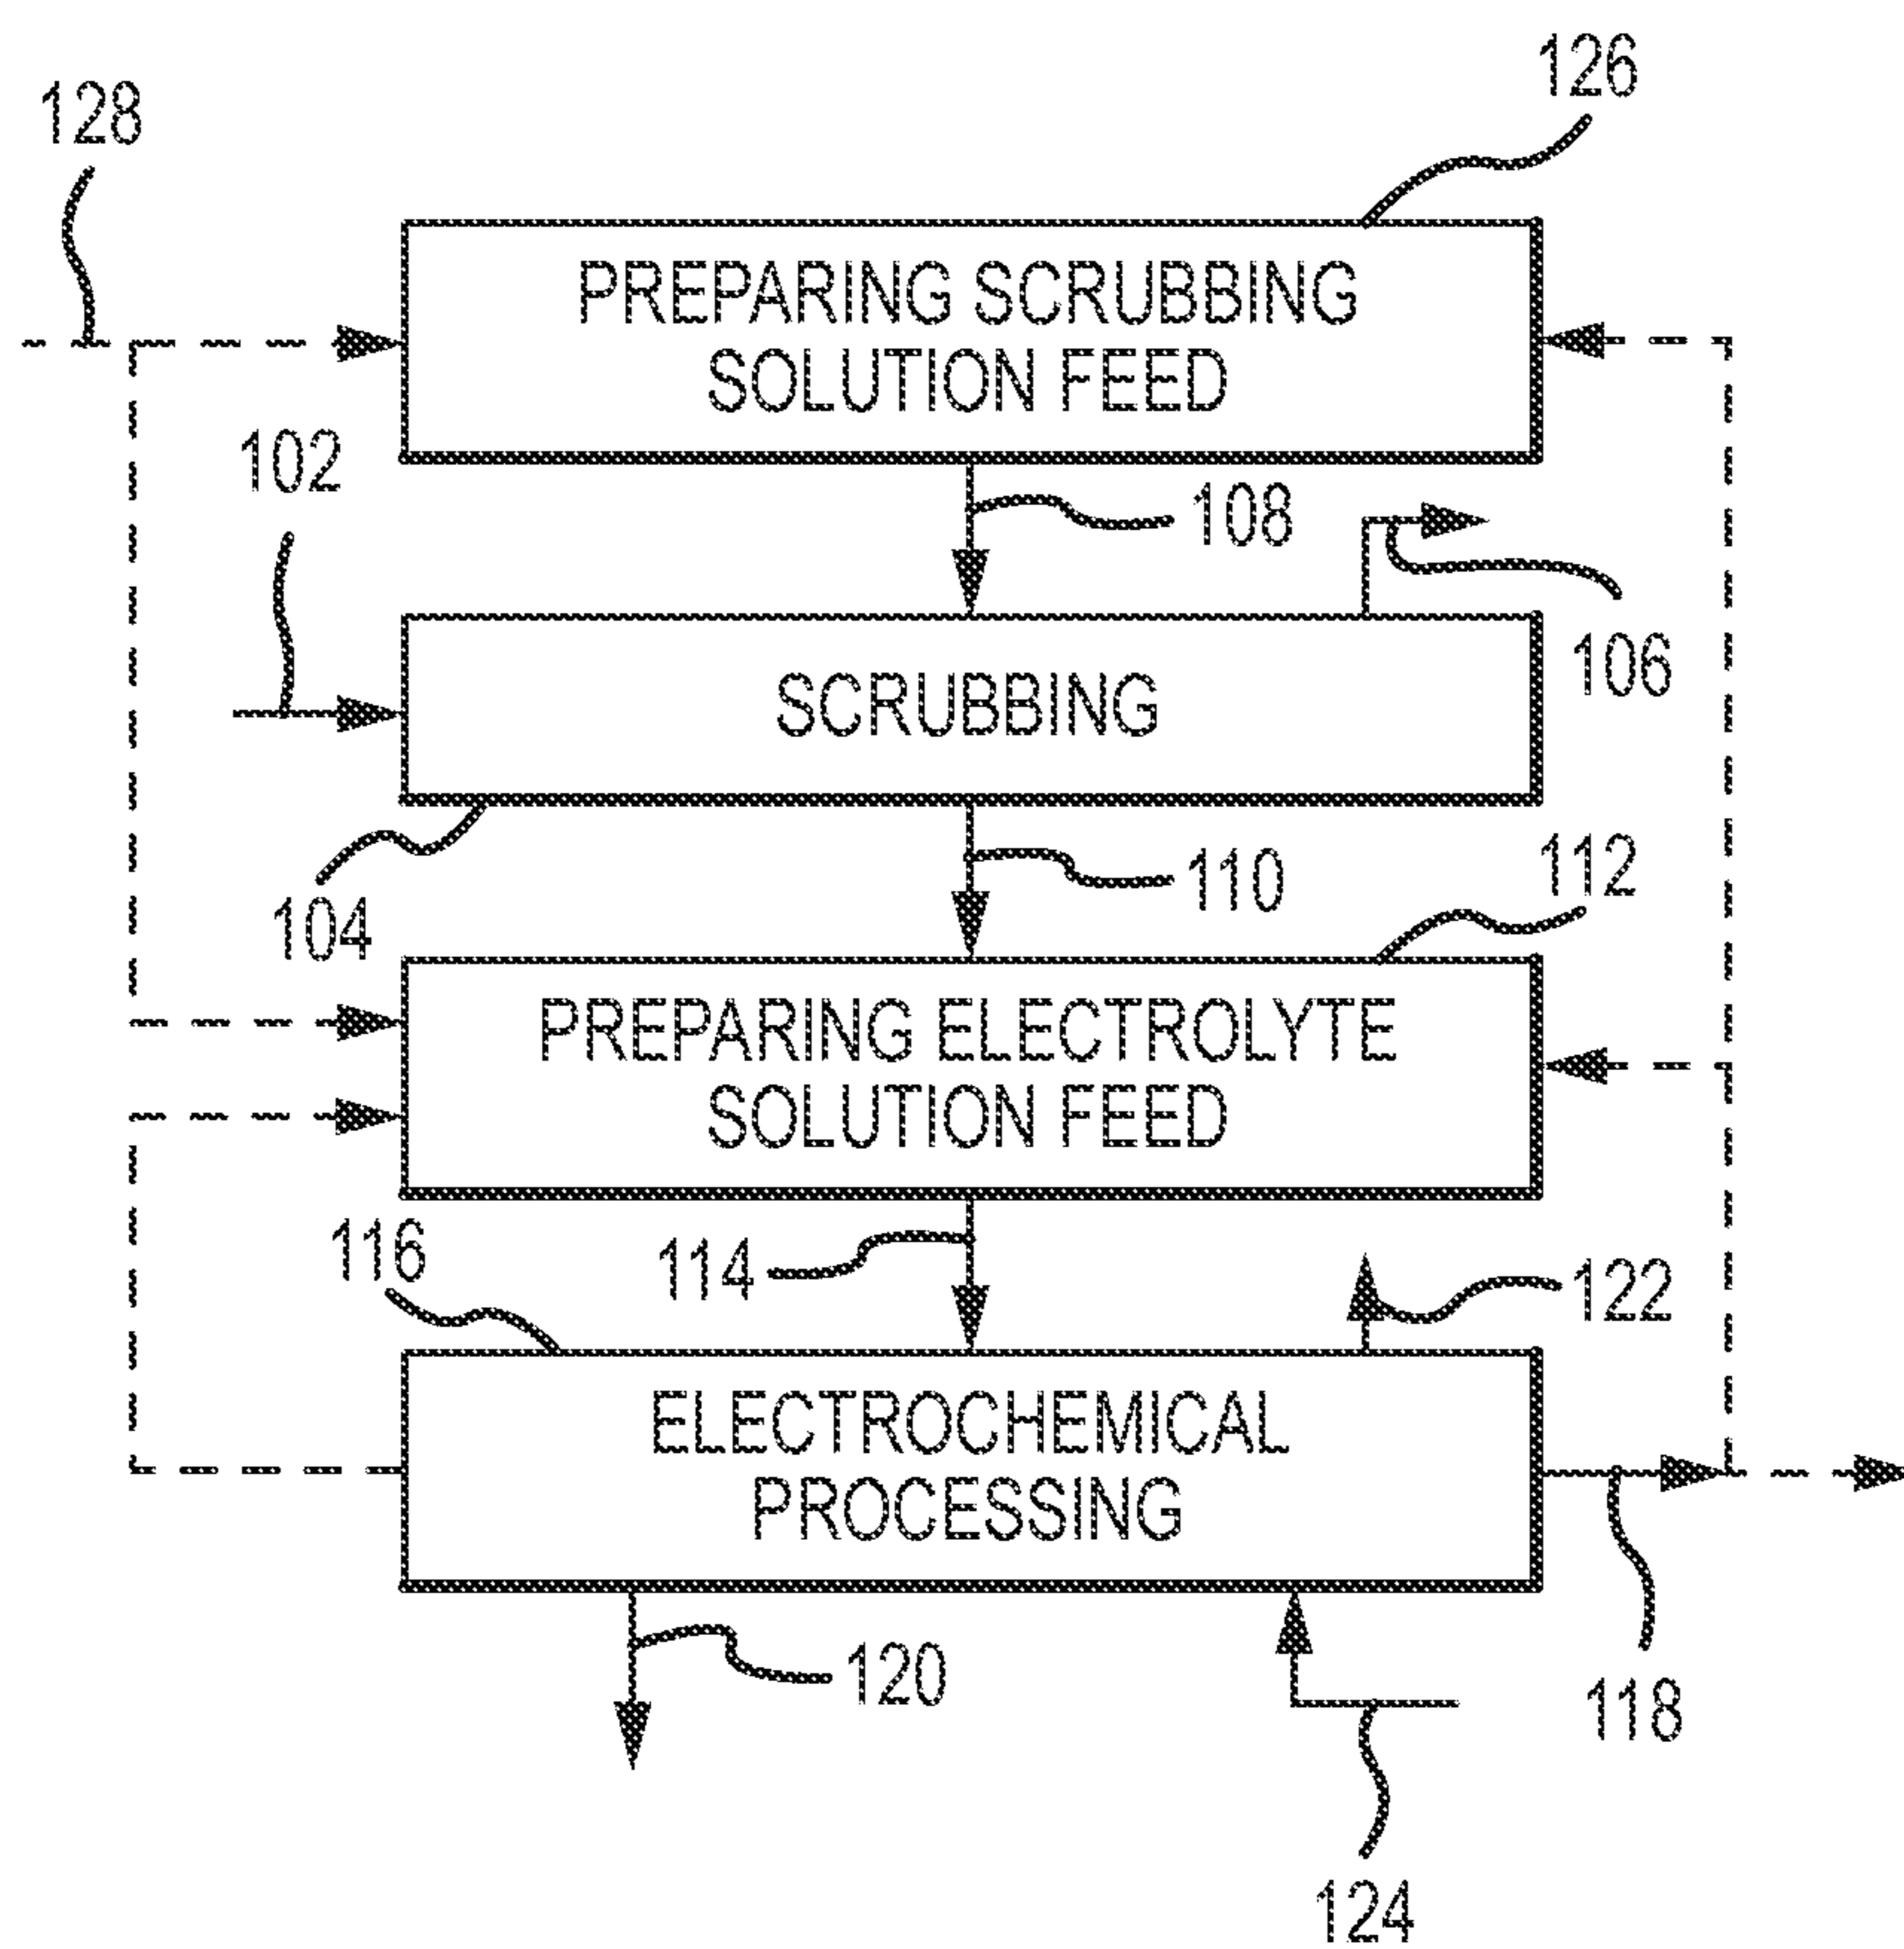 126
128
PREPARING SCRUBBING
SOLUTION FEED
102
108
106
SCRUBBING
104
110
112
PREPARING ELECTROLYTE
SOLUTION FEED
116
114
122
ELECTROCHEMICAL
PROCESSING
120
118
124